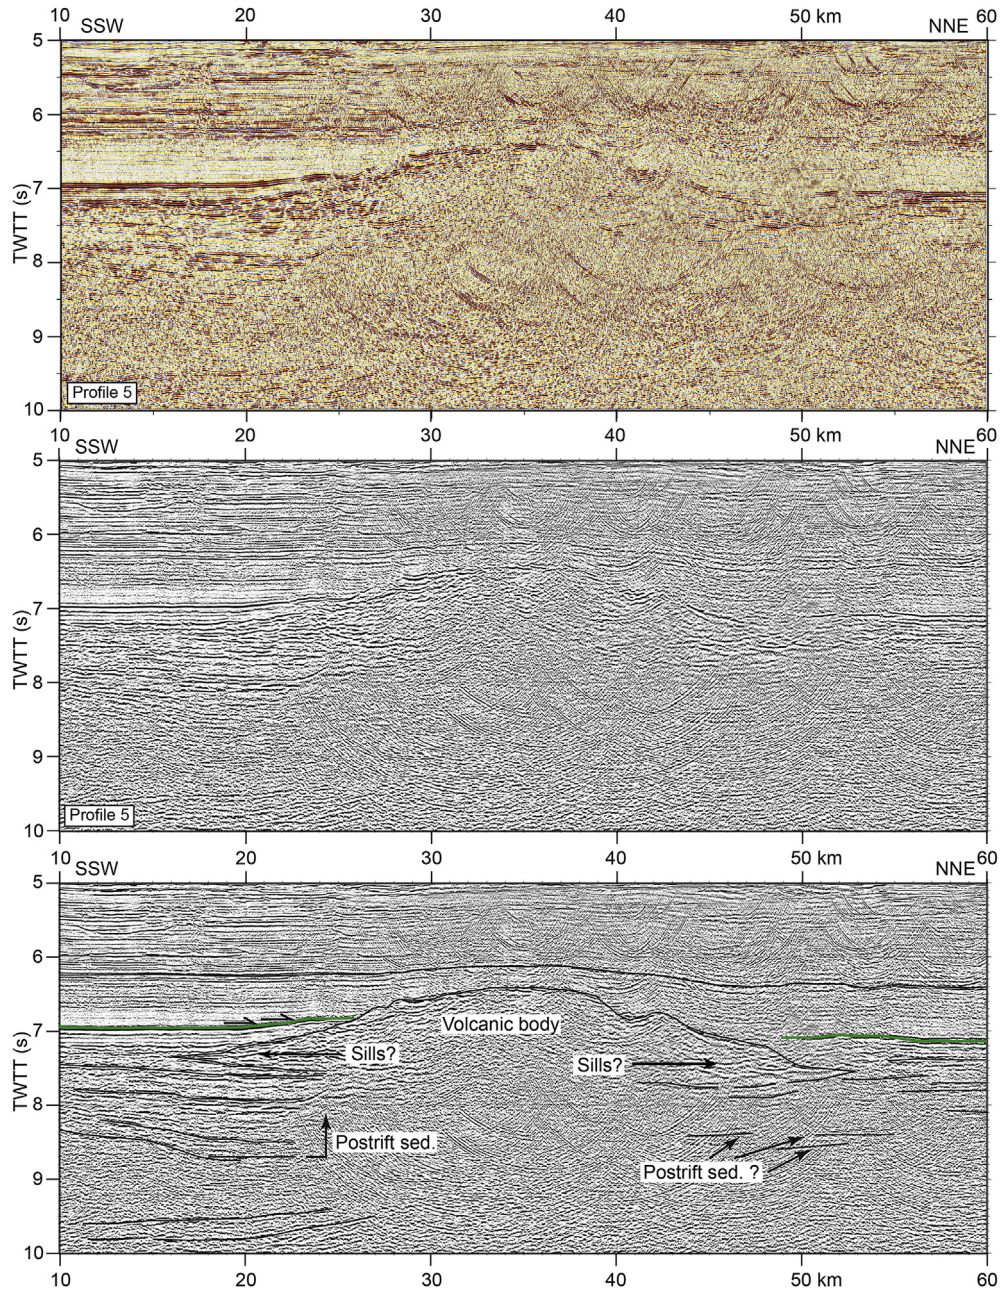 10 20 30 40 50 km 60
SSW NNE
5
6
7
8
9
10
TWTT (s)
Profile 5
10 20 30 40 50 km 60
SSW NNE
5
6
7
8
9
10
TWTT (s)
Profile 5
10 20 30 40 50 km 60
SSW NNE
5
6
7
8
9
10
TWTT (s)
Volcanic body
Sills?
Sills?
Postrift sed.
Postrift sed. ?
10 20 30 40 50 km 60